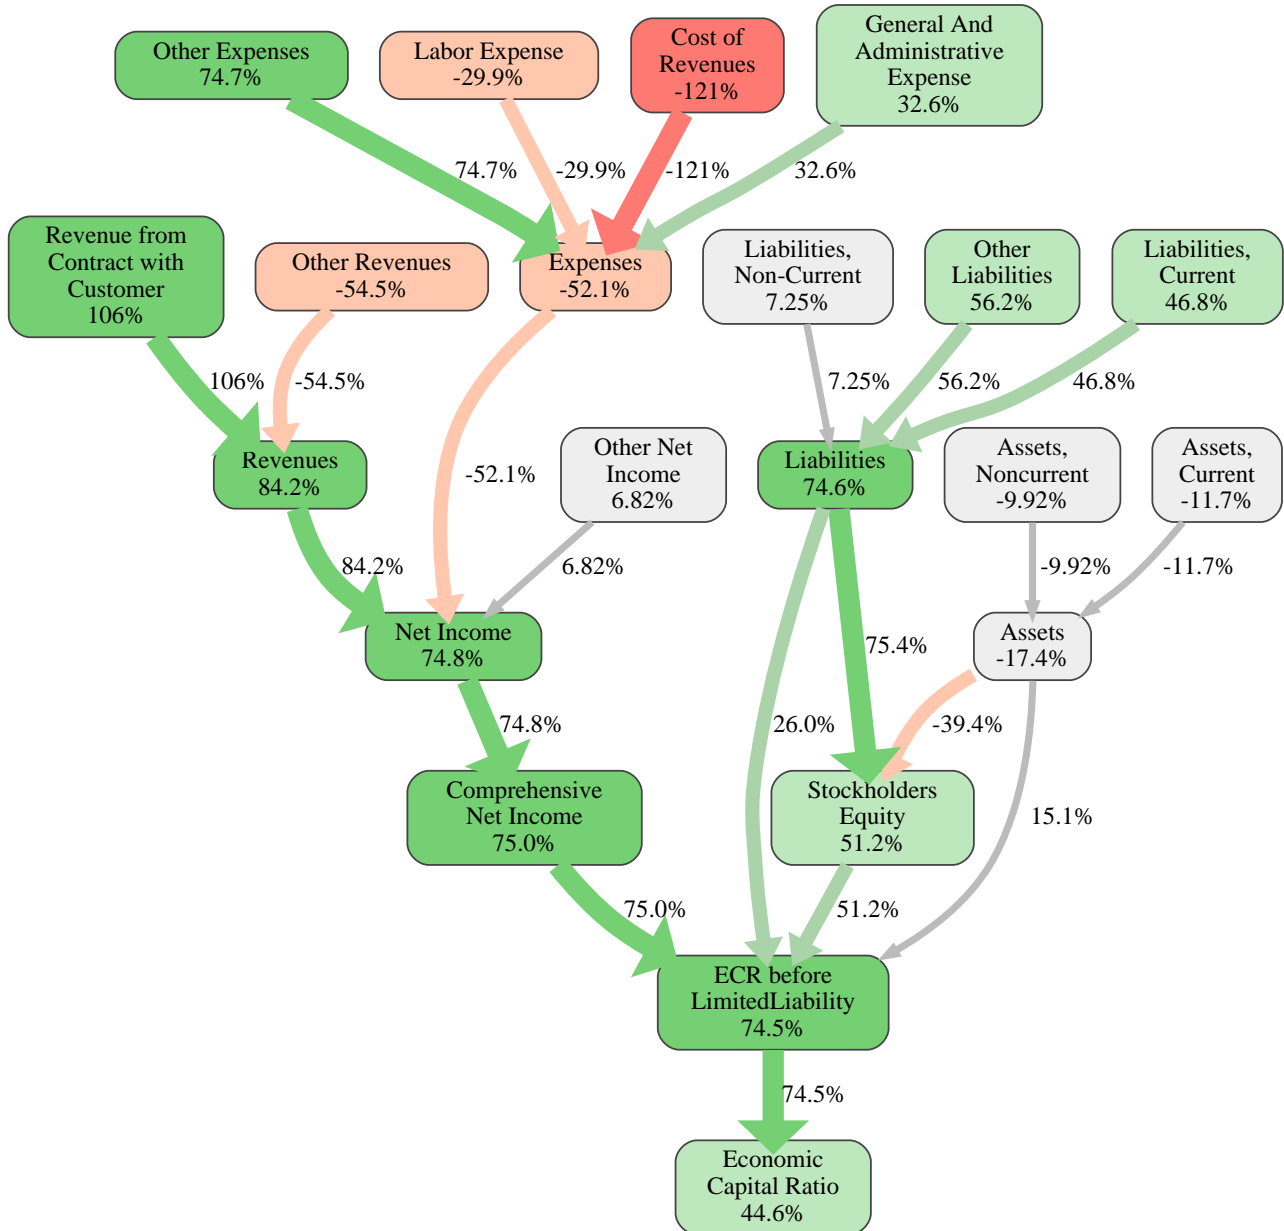 Other Expenses
74.7%
Labor Expense
-29.9%
Cost of
Revenues
-121%
General And
Administrative
Expense
32.6%
74.7%
-29.9%
-121%
32.6%
Revenue from
Contract with
Customer
106%
Other Revenues
-54.5%
Expenses
-52.1%
Liabilities,
Non-Current
7.25%
Other
Liabilities
56.2%
Liabilities,
Current
46.8%
106%
-54.5%
-52.1%
7.25%
56.2%
46.8%
Revenues
84.2%
Other Net
Income
6.82%
Liabilities
74.6%
Assets,
Noncurrent
-9.92%
Assets,
Current
-11.7%
84.2%
6.82%
75.4%
-9.92%
-11.7%
Net Income
74.8%
Assets
-17.4%
74.8%
26.0%
-39.4%
15.1%
Comprehensive
Net Income
75.0%
Stockholders
Equity
51.2%
75.0%
51.2%
ECR before
LimitedLiability
74.5%
74.5%
Economic
Capital Ratio
44.6%